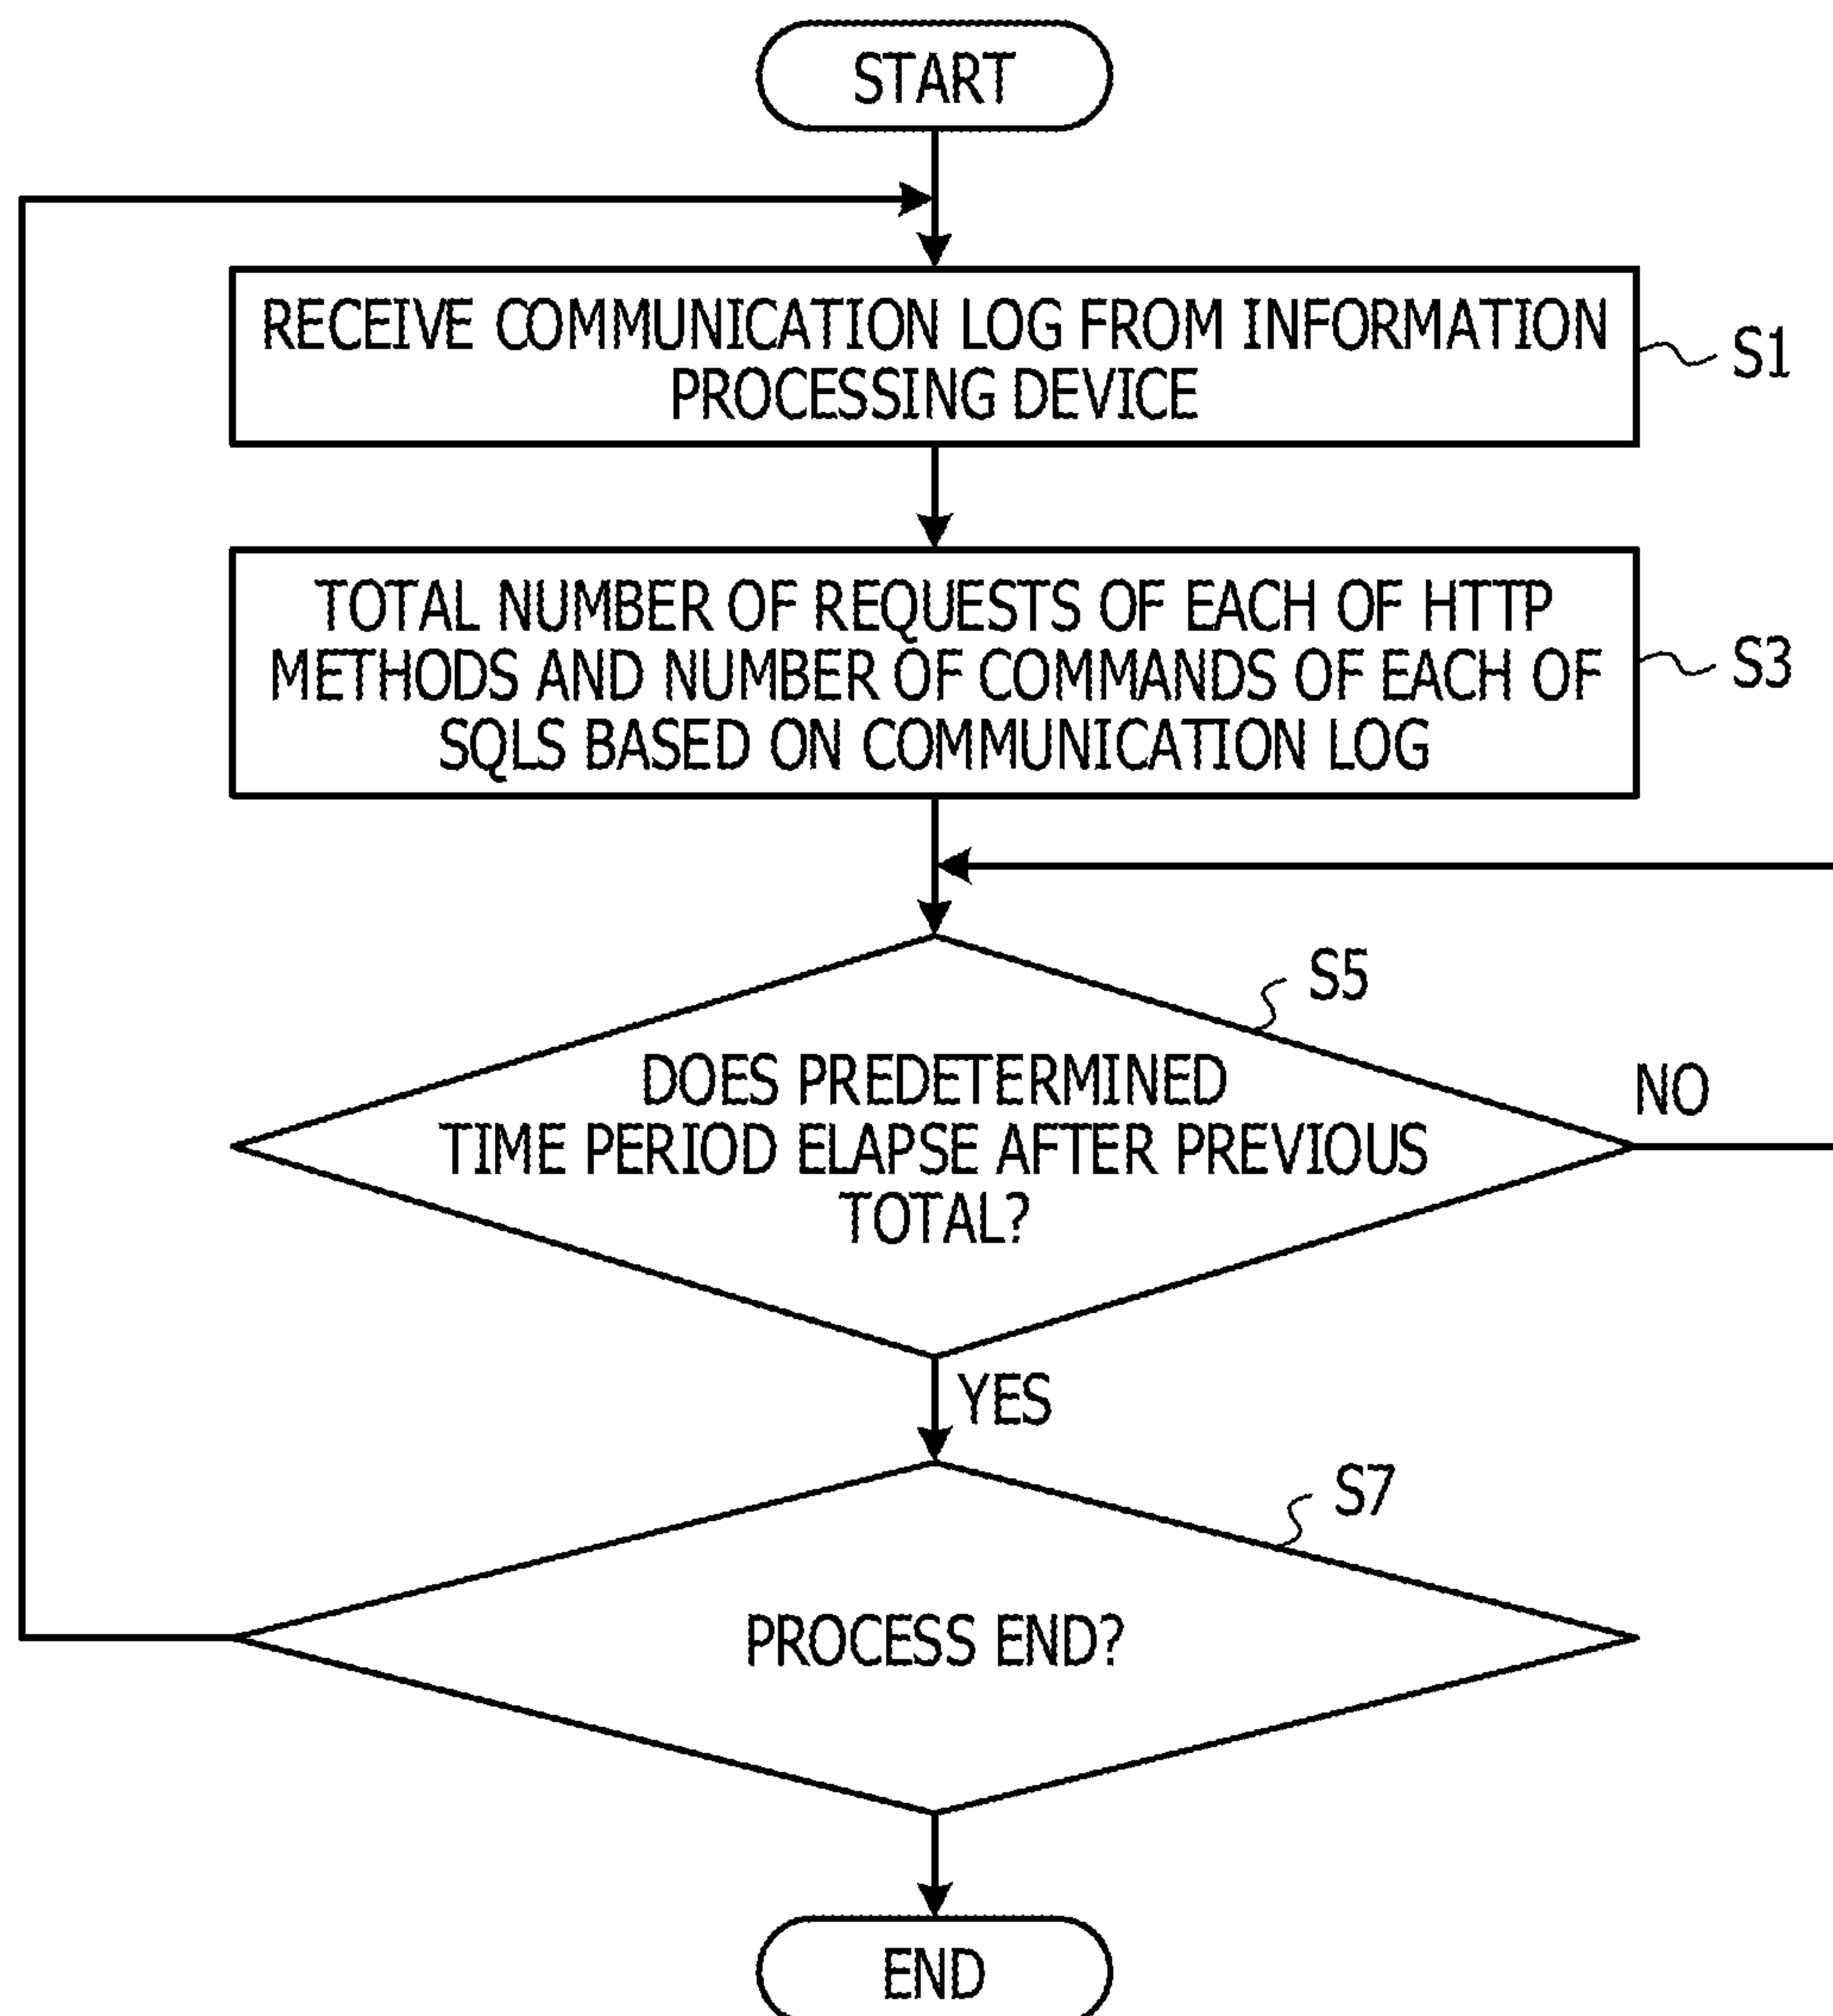 START
RECEIVE COMMUNICATION LOG FROM INFORMATION
PROCESSING DEVICE
S1
TOTAL NUMBER OF REQUESTS OF EACH OF HTTP
METHODS AND NUMBER OF COMMANDS OF EACH OF
SQLS BASED ON COMMUNICATION LOG
S3
S5
DOES PREDETERMINED
TIME PERIOD ELAPSE AFTER PREVIOUS
TOTAL?
NO
YES
S7
PROCESS END?
END